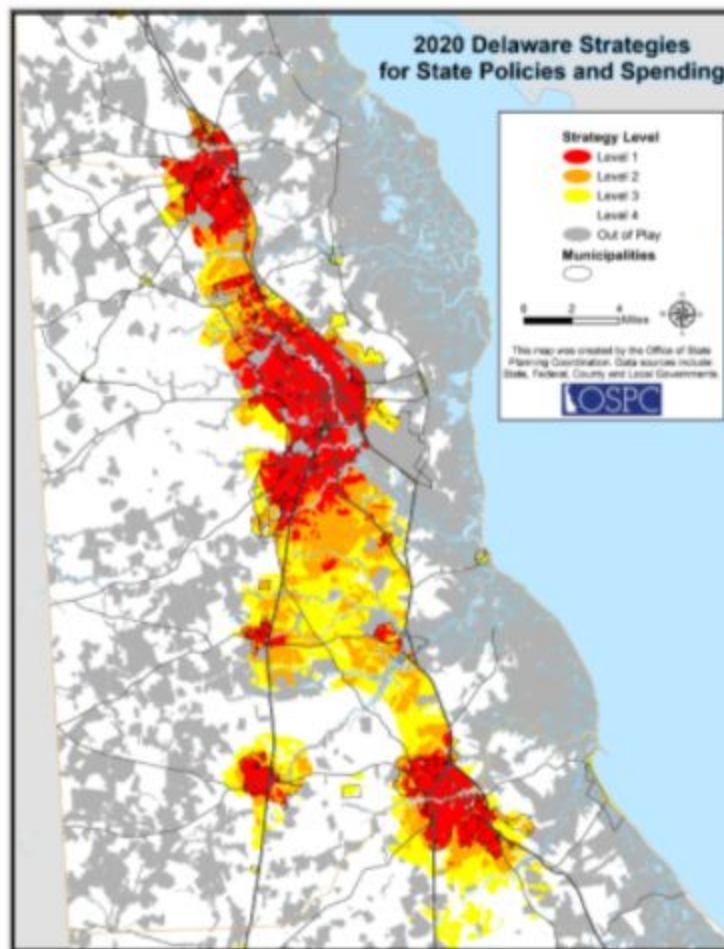 2020 Delaware Strategies
for State Policies and Spending
Strategy Level
Level 1
Level 2
Level 3
Level 4
Out of Play
Municipalities
0 2 4
Miles
This map was created by the Office of State
Planning Coordination. Data sources include
State, Federal, County and Local Governments.
OSPC